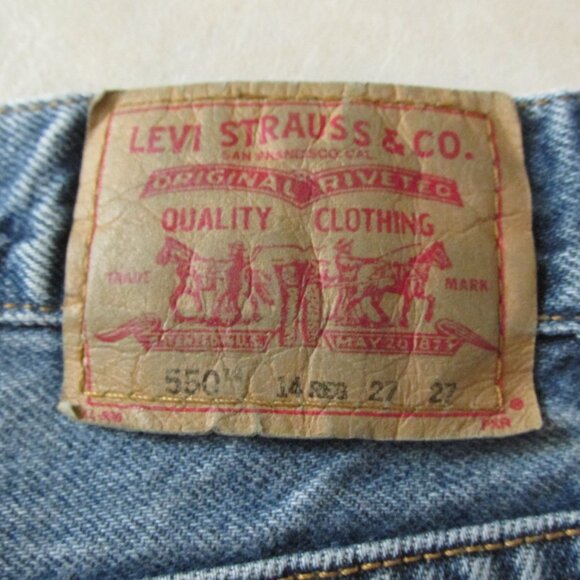 LEVI STRAUSS & CO.
SAN FRANCISCO, CAL.
ORIGINAL RIVETED
QUALITY CLOTHING
TRADE MARK
MAY 20 1873
550™ 14 REG 27 27